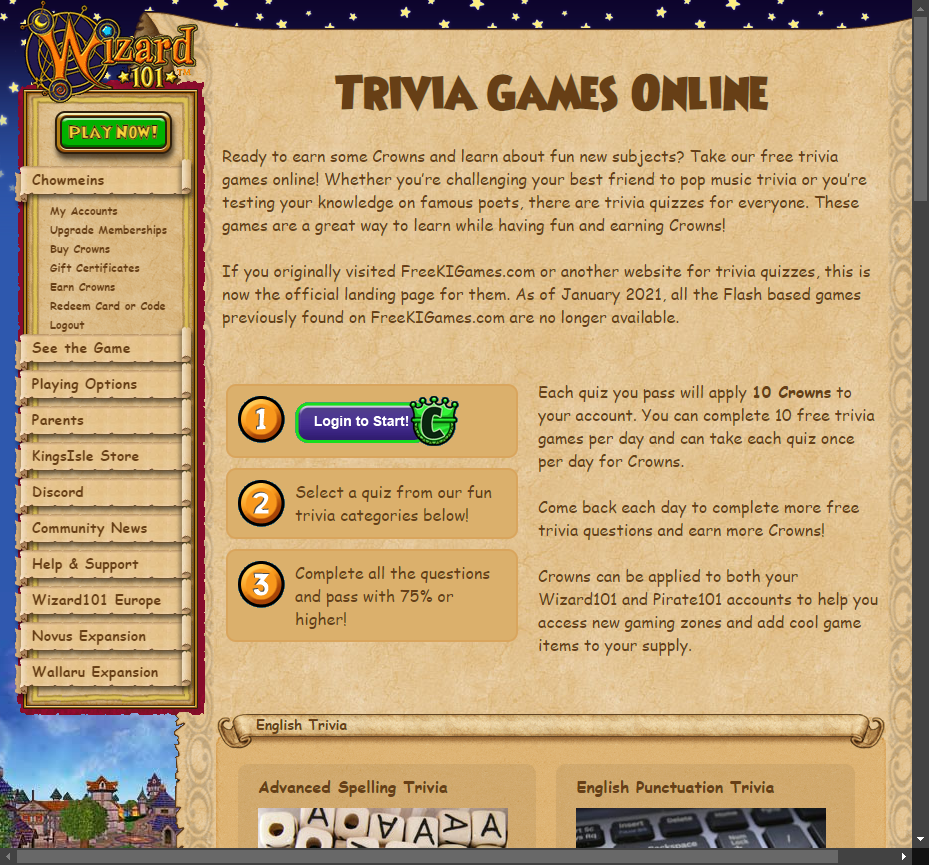 Wizard
101
TM
PLAY NOW!
Chowmeins
My Accounts
Upgrade Memberships
Buy Crowns
Gift Certificates
Earn Crowns
Redeem Card or Code
Logout
See the Game
Playing Options
Parents
KingsIsle Store
Discord
Community News
Help & Support
Wizard101 Europe
Novus Expansion
Wallaru Expansion
Trivia Games Online
Ready to earn some Crowns and learn about fun new subjects? Take our free trivia
games online! Whether you’re challenging your best friend to pop music trivia or you’re
testing your knowledge on famous poets, there are trivia quizzes for everyone. These
games are a great way to learn while having fun and earning Crowns!
If you originally visited FreeKIGames.com or another website for trivia quizzes, this is
now the official landing page for them. As of January 2021, all the Flash based games
previously found on FreeKIGames.com are no longer available.
1
Login to Start!
C
2
Select a quiz from our fun
trivia categories below!
3
Complete all the questions
and pass with 75% or
higher!
Each quiz you pass will apply 10 Crowns to
your account. You can complete 10 free trivia
games per day and can take each quiz once
per day for Crowns.
Come back each day to complete more free
trivia questions and earn more Crowns!
Crowns can be applied to both your
Wizard101 and Pirate101 accounts to help you
access new gaming zones and add cool game
items to your supply.
English Trivia
Advanced Spelling Trivia
A A A A A
English Punctuation Trivia
Insert
Delete
Home
Backspace
Num
Lock
/